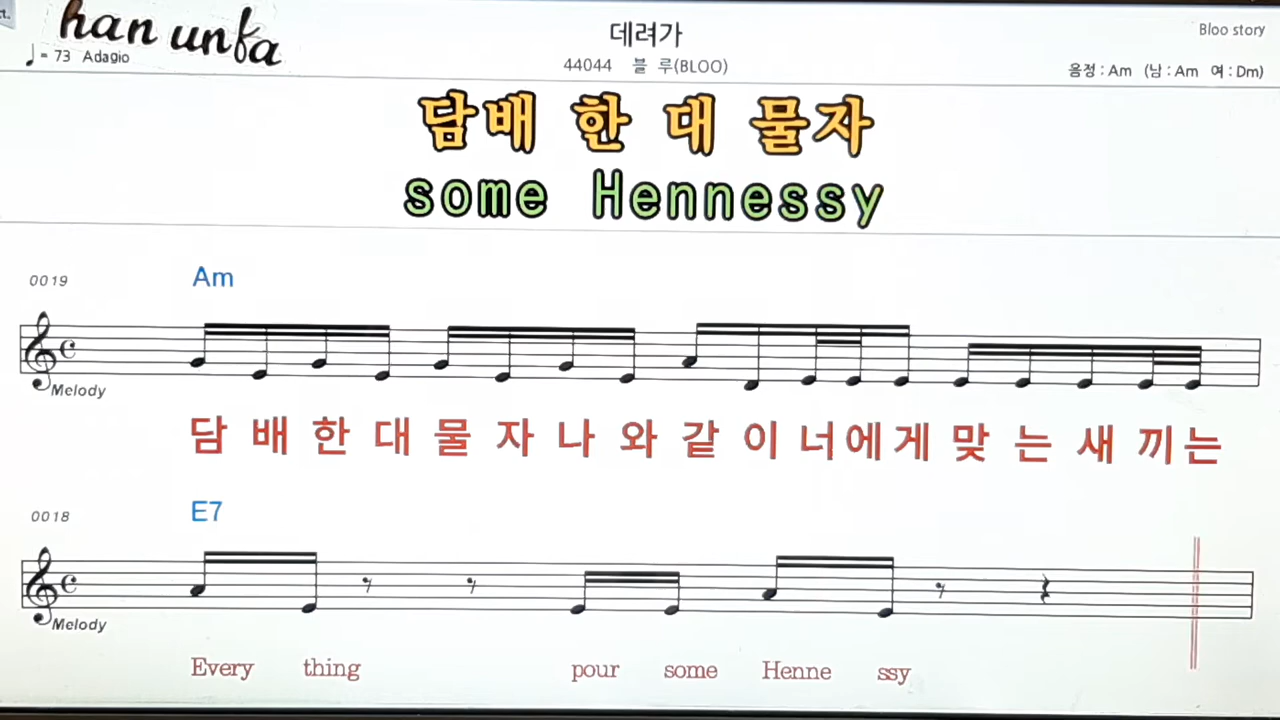 ct.
han unfa
♩= 73 Adagio
데려가
44044 블 루(BLOO)
Bloo story
음정 : Am (남 : Am 여 : Dm)
담배 한 대 물자
some Hennessy
0019
Am
Melody
담 배 한 대 물 자 나 와 같 이 너 에 게 맞 는 새 끼 는
0018
E7
Melody
Every thing pour some Henne ssy